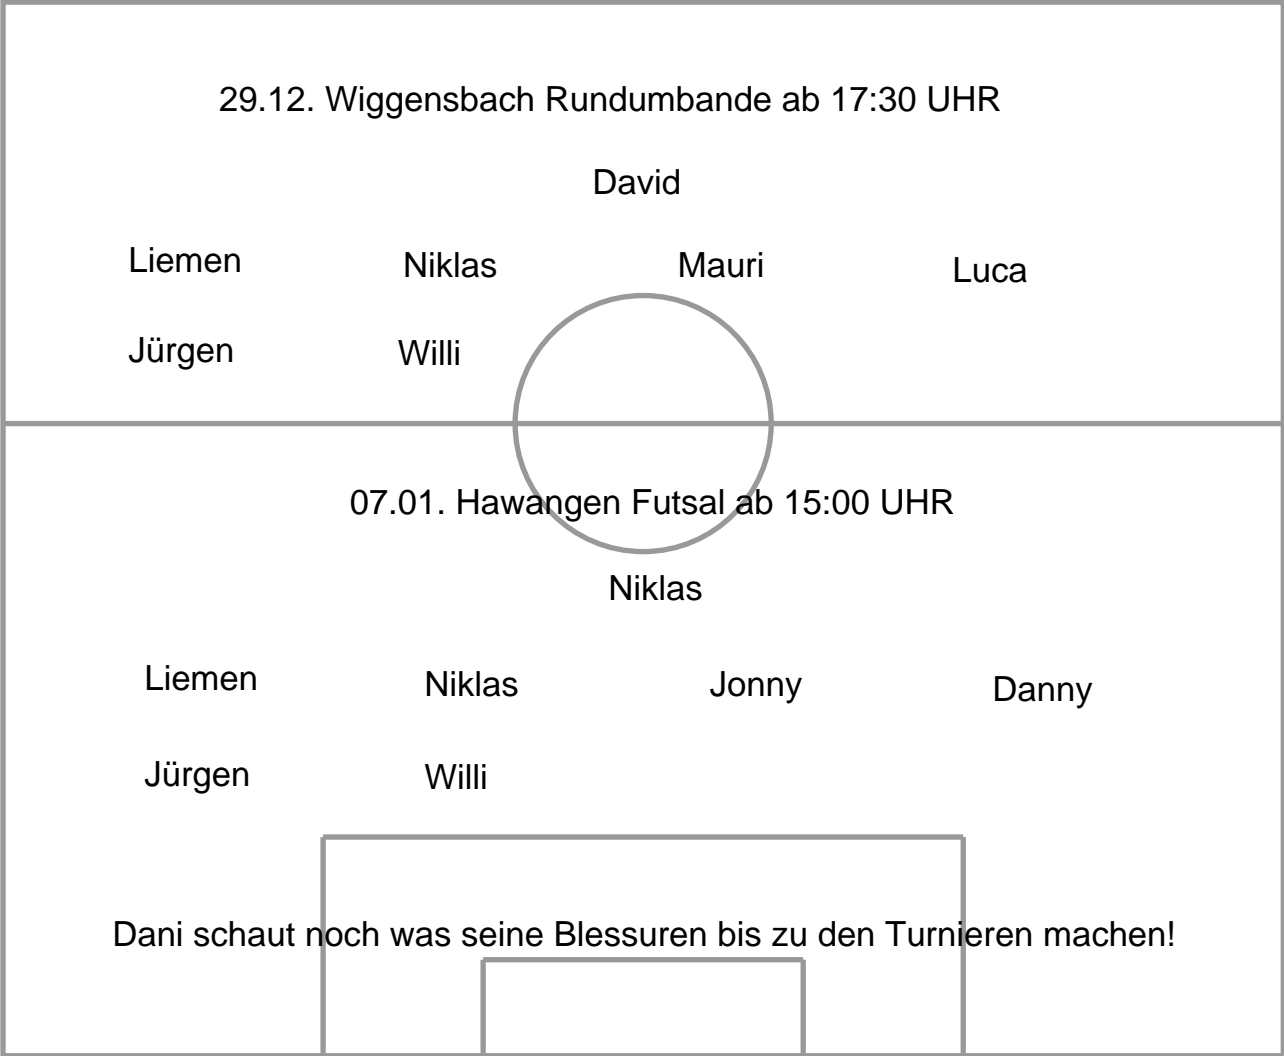 29.12. Wiggensbach Rundumbande ab 17:30 UHR
David
Liemen Niklas Mauri Luca
Jürgen Willi
07.01. Hawangen Futsal ab 15:00 UHR
Niklas
Liemen Niklas Jonny Danny
Jürgen Willi
Dani schaut noch was seine Blessuren bis zu den Turnieren machen!